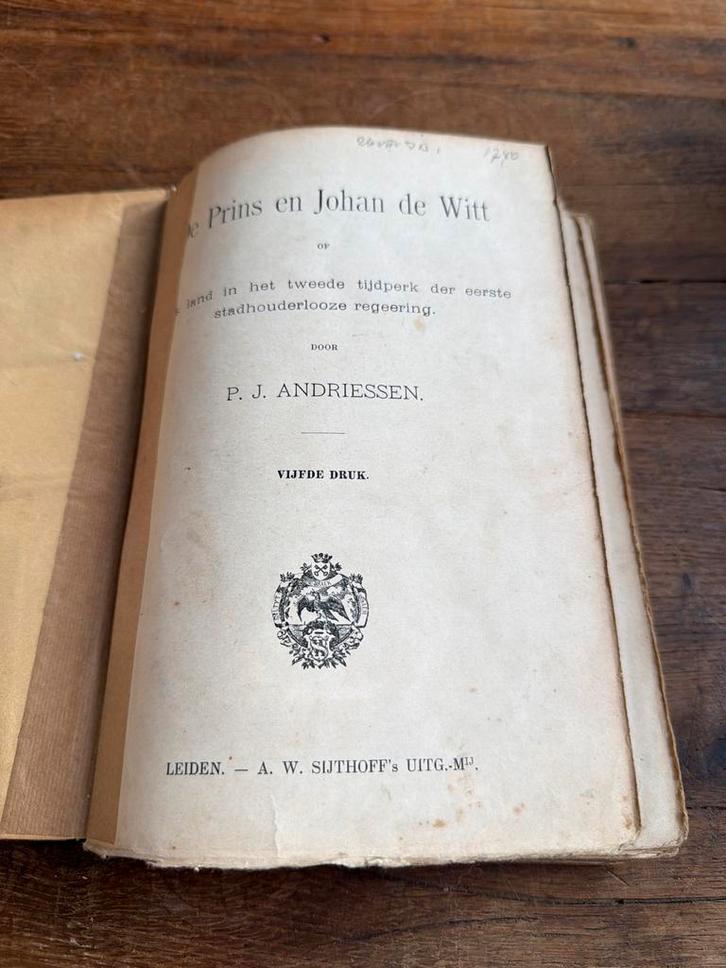 De Prins en Johan de Witt
OF
land in het tweede tijdperk der eerste
stadhouderlooze regeering.
DOOR
P. J. ANDRIESSEN.
VIJFDE DRUK.
LEIDEN. — A. W. SIJTHOFF's UITG.-Mij.